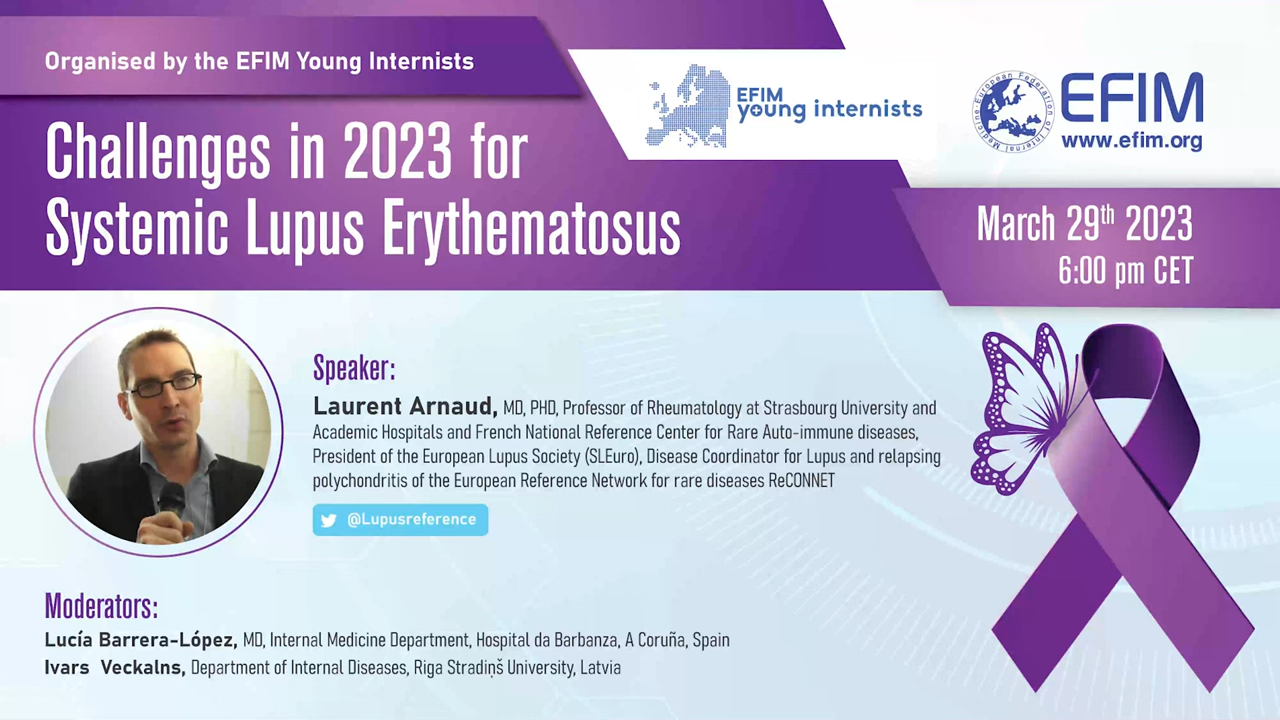 Organised by the EFIM Young Internists
EFIM
young internists
European Federation of Internal Medicine
EFIM
www.efim.org
Challenges in 2023 for
Systemic Lupus Erythematosus
March 29th 2023
6:00 pm CET
Speaker:
Laurent Arnaud, MD, PHD, Professor of Rheumatology at Strasbourg University and
Academic Hospitals and French National Reference Center for Rare Auto-immune diseases,
President of the European Lupus Society (SLEuro), Disease Coordinator for Lupus and relapsing
polychondritis of the European Reference Network for rare diseases ReCONNET
@Lupusreference
Moderators:
Lucía Barrera-López, MD, Internal Medicine Department, Hospital da Barbanza, A Coruña, Spain
Ivars Veckalns, Department of Internal Diseases, Riga Stradiņš University, Latvia